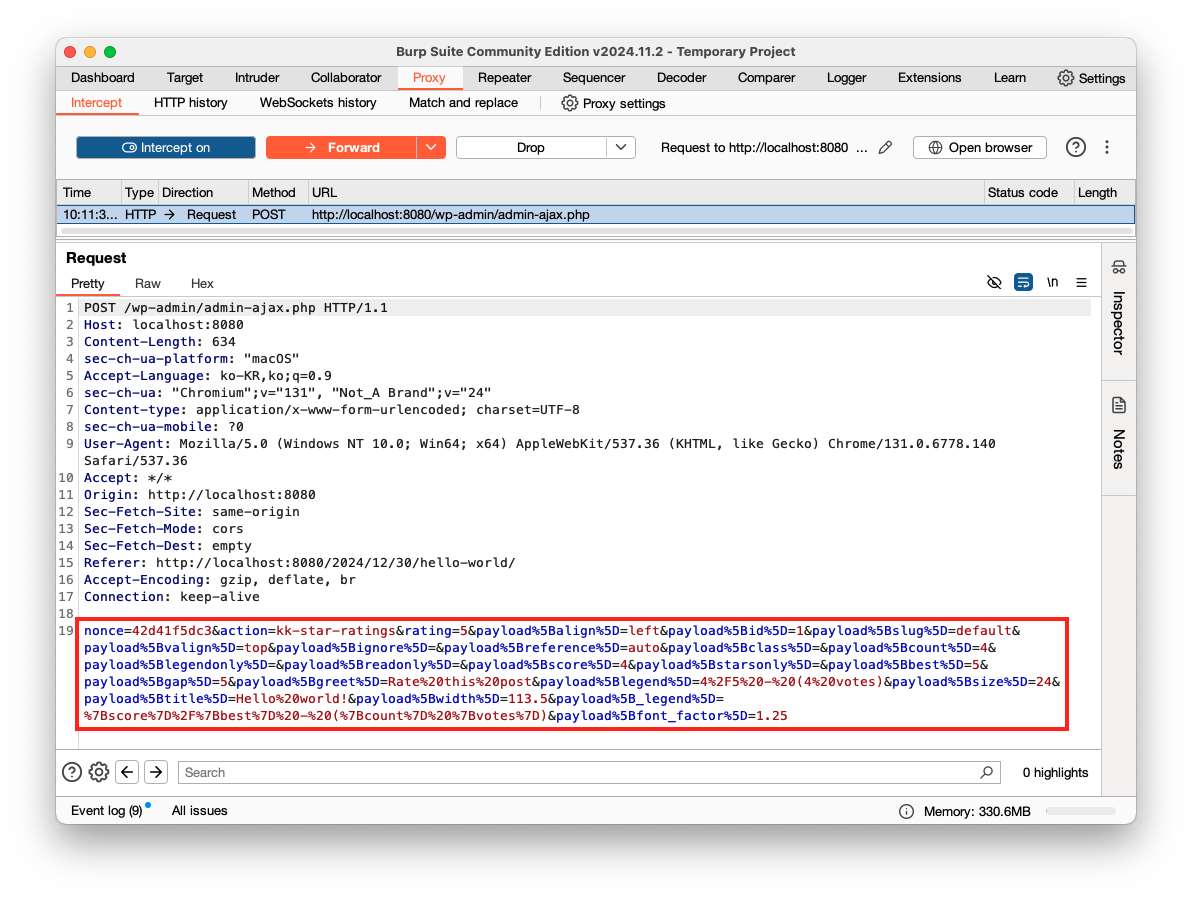 Burp Suite Community Edition v2024.11.2 - Temporary Project
Dashboard Target Intruder Collaborator Proxy Repeater Sequencer Decoder Comparer Logger Extensions Learn Settings
Intercept HTTP history WebSockets history Match and replace Proxy settings
Intercept on → Forward Drop Request to http://localhost:8080 ... Open browser ?
Time Type Direction Method URL Status code Length
10:11:3... HTTP → Request POST http://localhost:8080/wp-admin/admin-ajax.php
Request
Pretty Raw Hex \n
1 POST /wp-admin/admin-ajax.php HTTP/1.1
2 Host: localhost:8080
3 Content-Length: 634
4 sec-ch-ua-platform: "macOS"
5 Accept-Language: ko-KR,ko;q=0.9
6 sec-ch-ua: "Chromium";v="131", "Not_A Brand";v="24"
7 Content-type: application/x-www-form-urlencoded; charset=UTF-8
8 sec-ch-ua-mobile: ?0
9 User-Agent: Mozilla/5.0 (Windows NT 10.0; Win64; x64) AppleWebKit/537.36 (KHTML, like Gecko) Chrome/131.0.6778.140
Safari/537.36
10 Accept: */*
11 Origin: http://localhost:8080
12 Sec-Fetch-Site: same-origin
13 Sec-Fetch-Mode: cors
14 Sec-Fetch-Dest: empty
15 Referer: http://localhost:8080/2024/12/30/hello-world/
16 Accept-Encoding: gzip, deflate, br
17 Connection: keep-alive
18
19 nonce=42d41f5dc3&action=kk-star-ratings&rating=5&payload%5Balign%5D=left&payload%5Bid%5D=1&payload%5Bslug%5D=default&
payload%5Bvalign%5D=top&payload%5Bignore%5D=&payload%5Breference%5D=auto&payload%5Bclass%5D=&payload%5Bcount%5D=4&
payload%5Blegendonly%5D=&payload%5Breadonly%5D=&payload%5Bscore%5D=4&payload%5Bstarsonly%5D=&payload%5Bbest%5D=5&
payload%5Bgap%5D=5&payload%5Bgreet%5D=Rate%20this%20post&payload%5Blegend%5D=4%2F5%20-%20(4%20votes)&payload%5Bsize%5D=24&
payload%5Btitle%5D=Hello%20world!&payload%5Bwidth%5D=113.5&payload%5B_legend%5D=
%7Bscore%7D%2F%7Bbest%7D%20-%20(%7Bcount%7D%20%7Bvotes%7D)&payload%5Bfont_factor%5D=1.25
Inspector
Notes
? Search 0 highlights
Event log (9) All issues Memory: 330.6MB